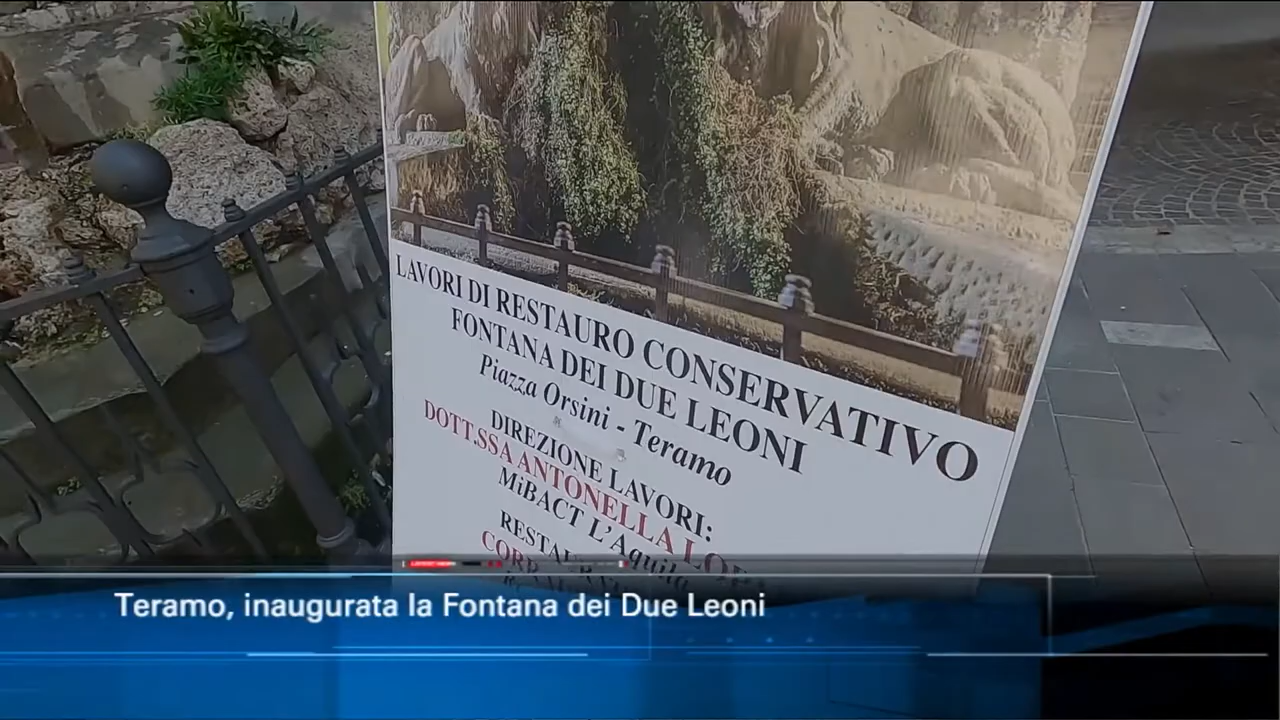 LAVORI DI RESTAURO CONSERVATIVO
FONTANA DEI DUE LEONI
Piazza Orsini - Teramo
DIREZIONE LAVORI:
DOTT.SSA ANTONELLA
MiBACT L'Aquila
Teramo, inaugurata la Fontana dei Due Leoni